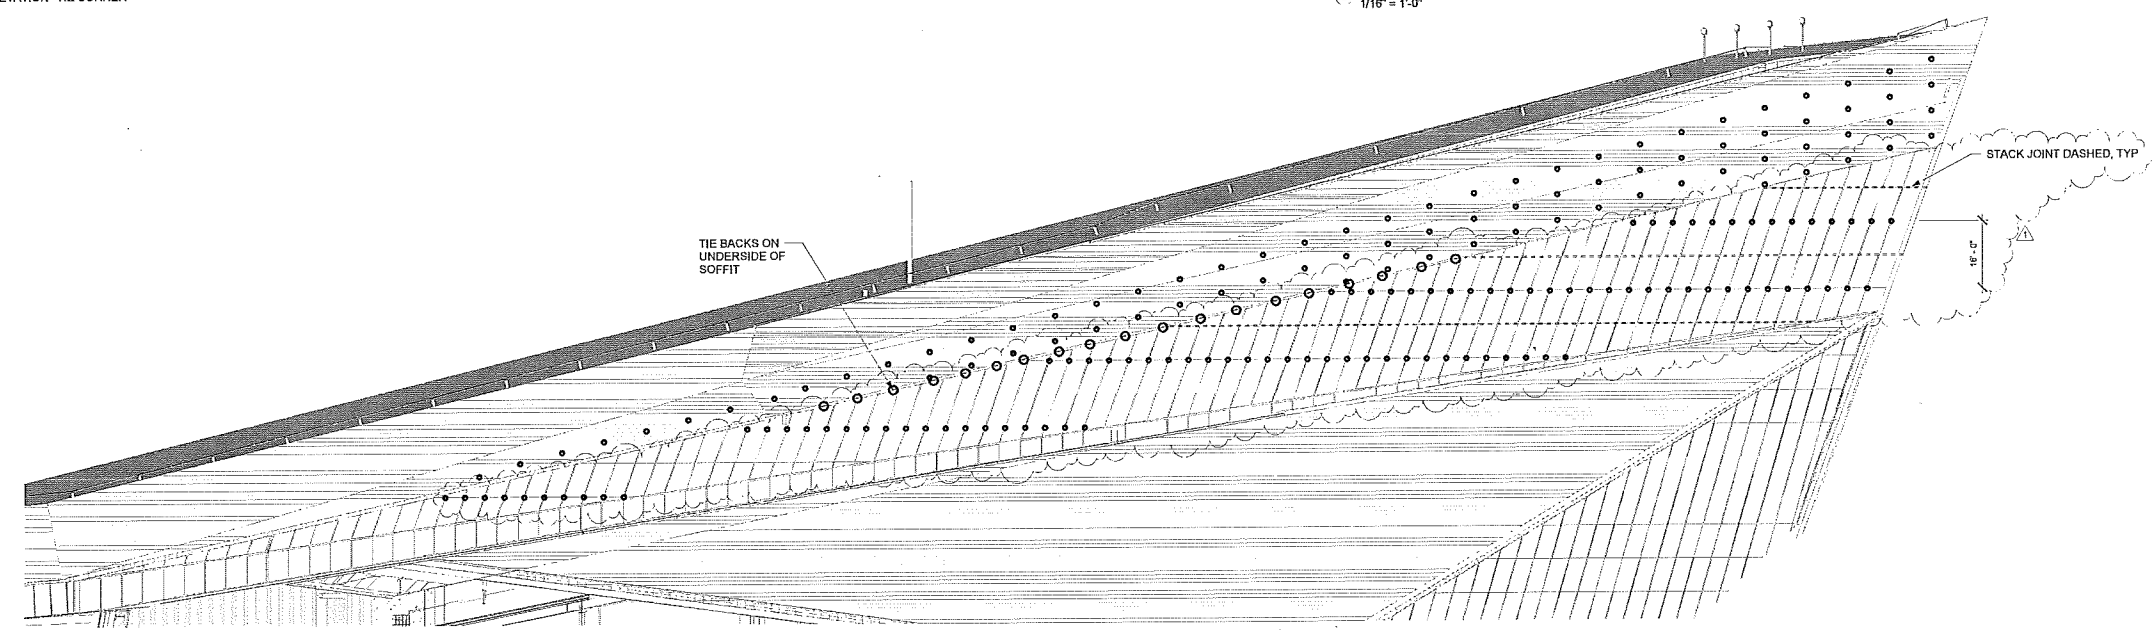 1/16" = 1'-0"
STACK JOINT DASHED, TYP
TIE BACKS ON
UNDERSIDE OF
SOFFIT
16' - 0"
1